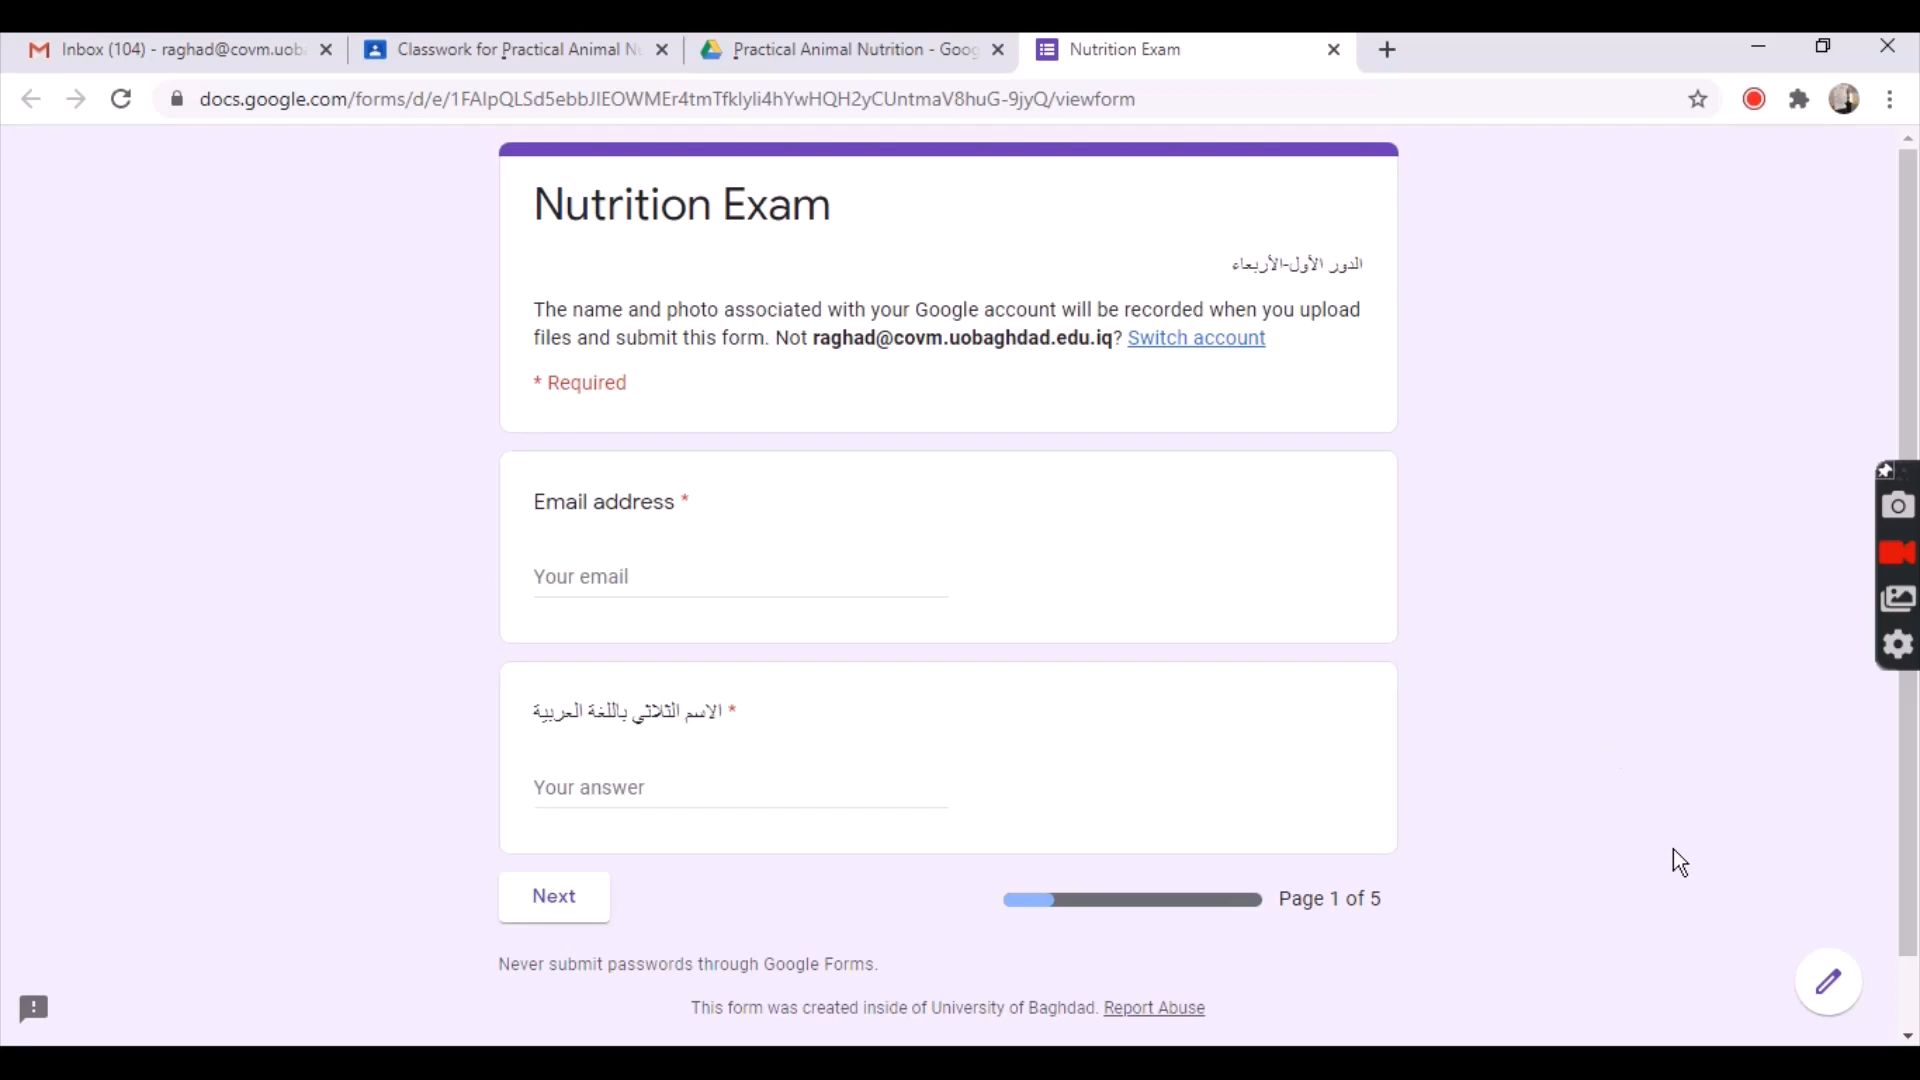 Inbox (104) - raghad@covm.uob
Classwork for Practical Animal N
Practical Animal Nutrition - Goog
Nutrition Exam
docs.google.com/forms/d/e/1FAIpQLSd5ebbJIEOWMEr4tmTfklyli4hYwHQH2yCUntmaV8huG-9jyQ/viewform
Nutrition Exam
الدور الأول-الأربعاء
The name and photo associated with your Google account will be recorded when you upload
files and submit this form. Not raghad@covm.uobaghdad.edu.iq? Switch account
* Required
Email address *
Your email
الاسم الثلاثي باللغة العربية *
Your answer
Next
Page 1 of 5
Never submit passwords through Google Forms.
This form was created inside of University of Baghdad. Report Abuse